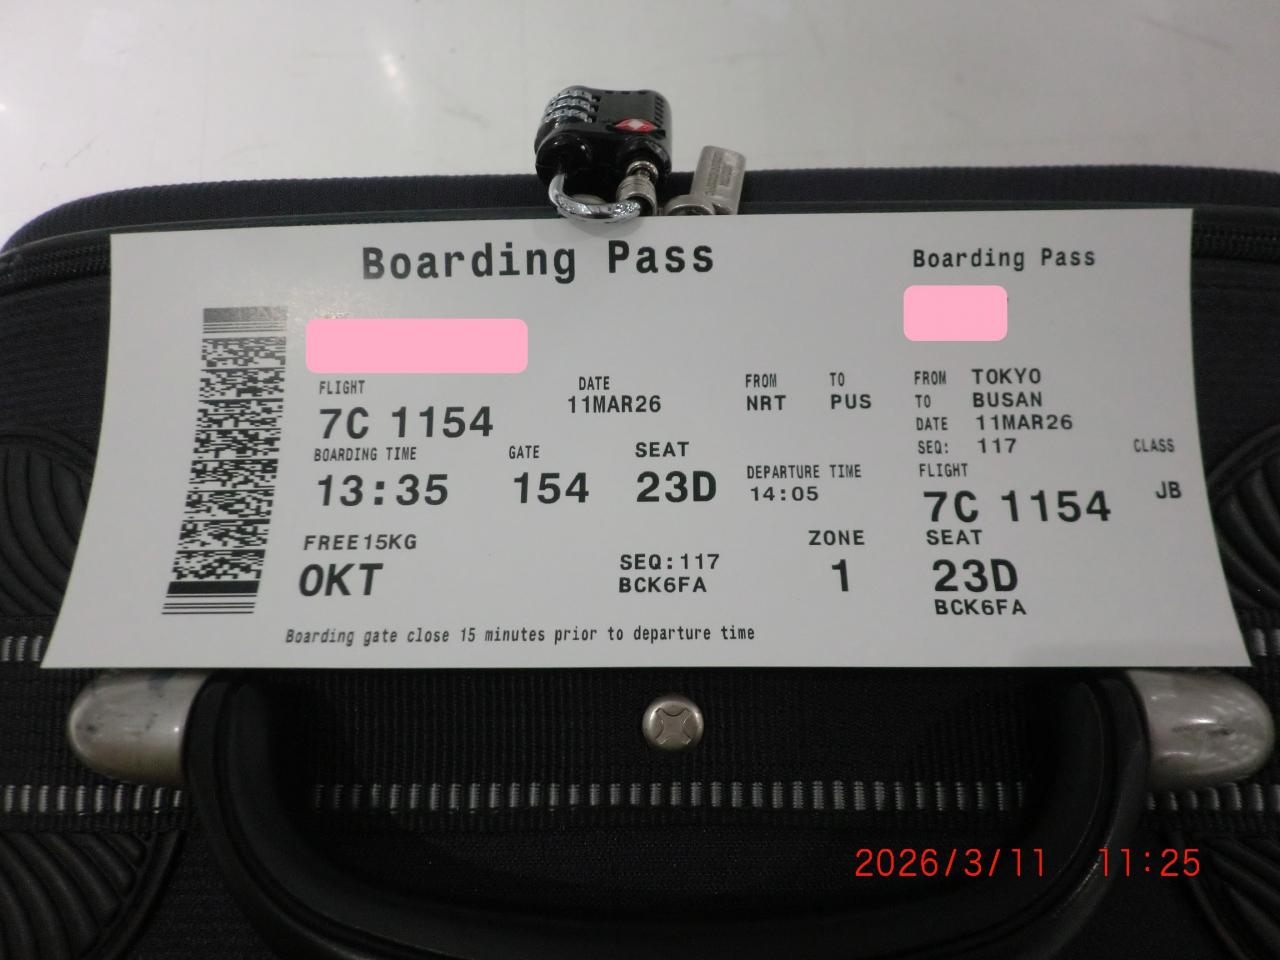 Boarding Pass
FLIGHT
7C 1154
DATE
11MAR26
FROM
NRT
TO
PUS
BOARDING TIME
13:35
GATE
154
SEAT
23D
DEPARTURE TIME
14:05
FREE15KG
OKT
SEQ:117
BCK6FA
ZONE
1
Boarding gate close 15 minutes prior to departure time
Boarding Pass
FROM TOKYO
TO BUSAN
DATE 11MAR26
SEQ: 117
CLASS
JB
FLIGHT
7C 1154
SEAT
23D
BCK6FA
2026/3/11 11:25